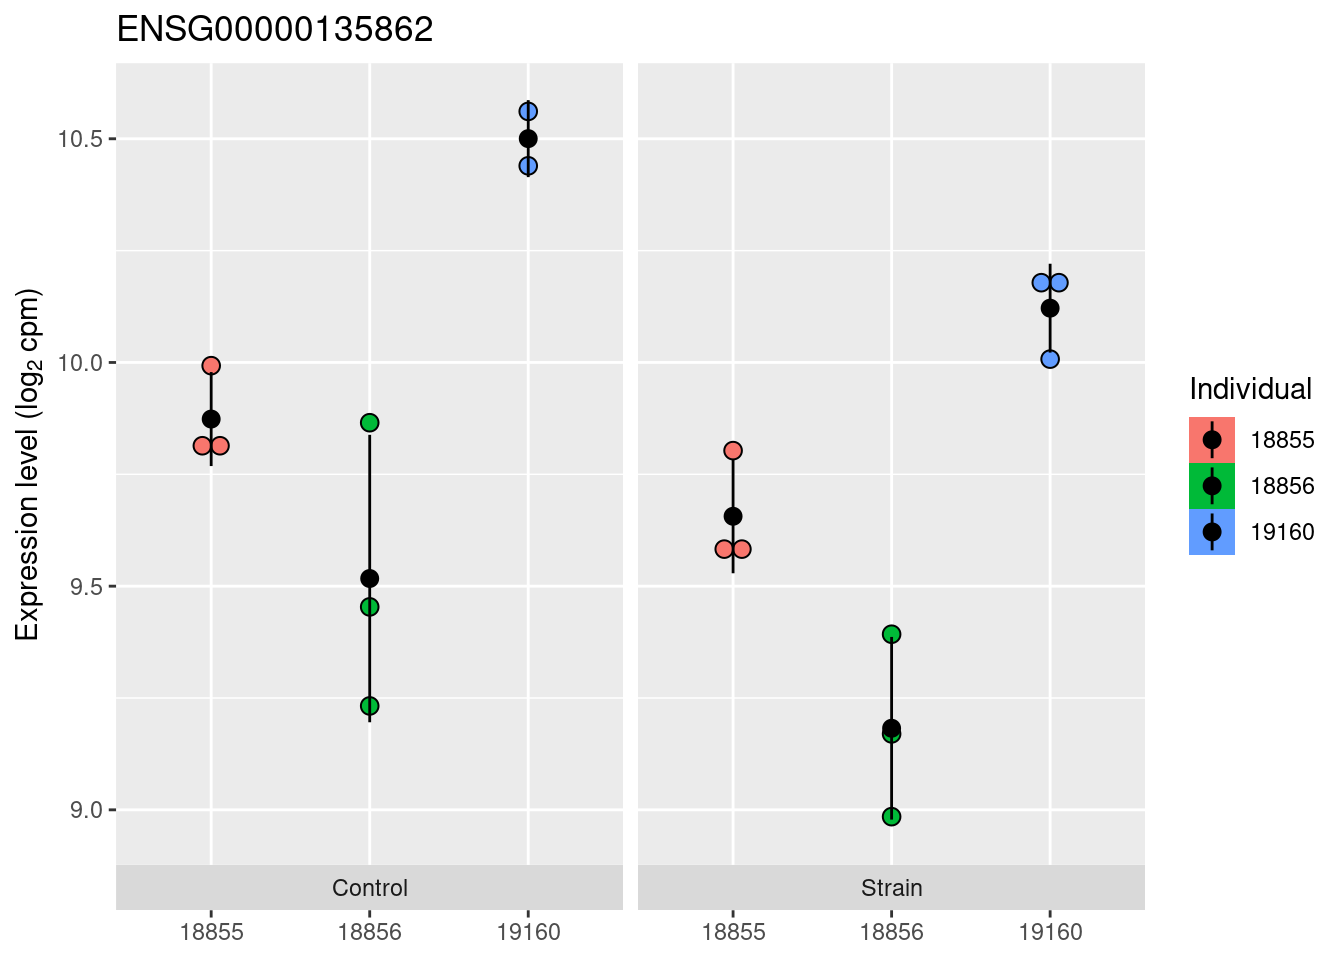 ENSG00000135862
Expression level (log₂ cpm)
10.5
10.0
9.5
9.0
Control
Strain
18855 18856 19160
18855 18856 19160
Individual
18855
18856
19160